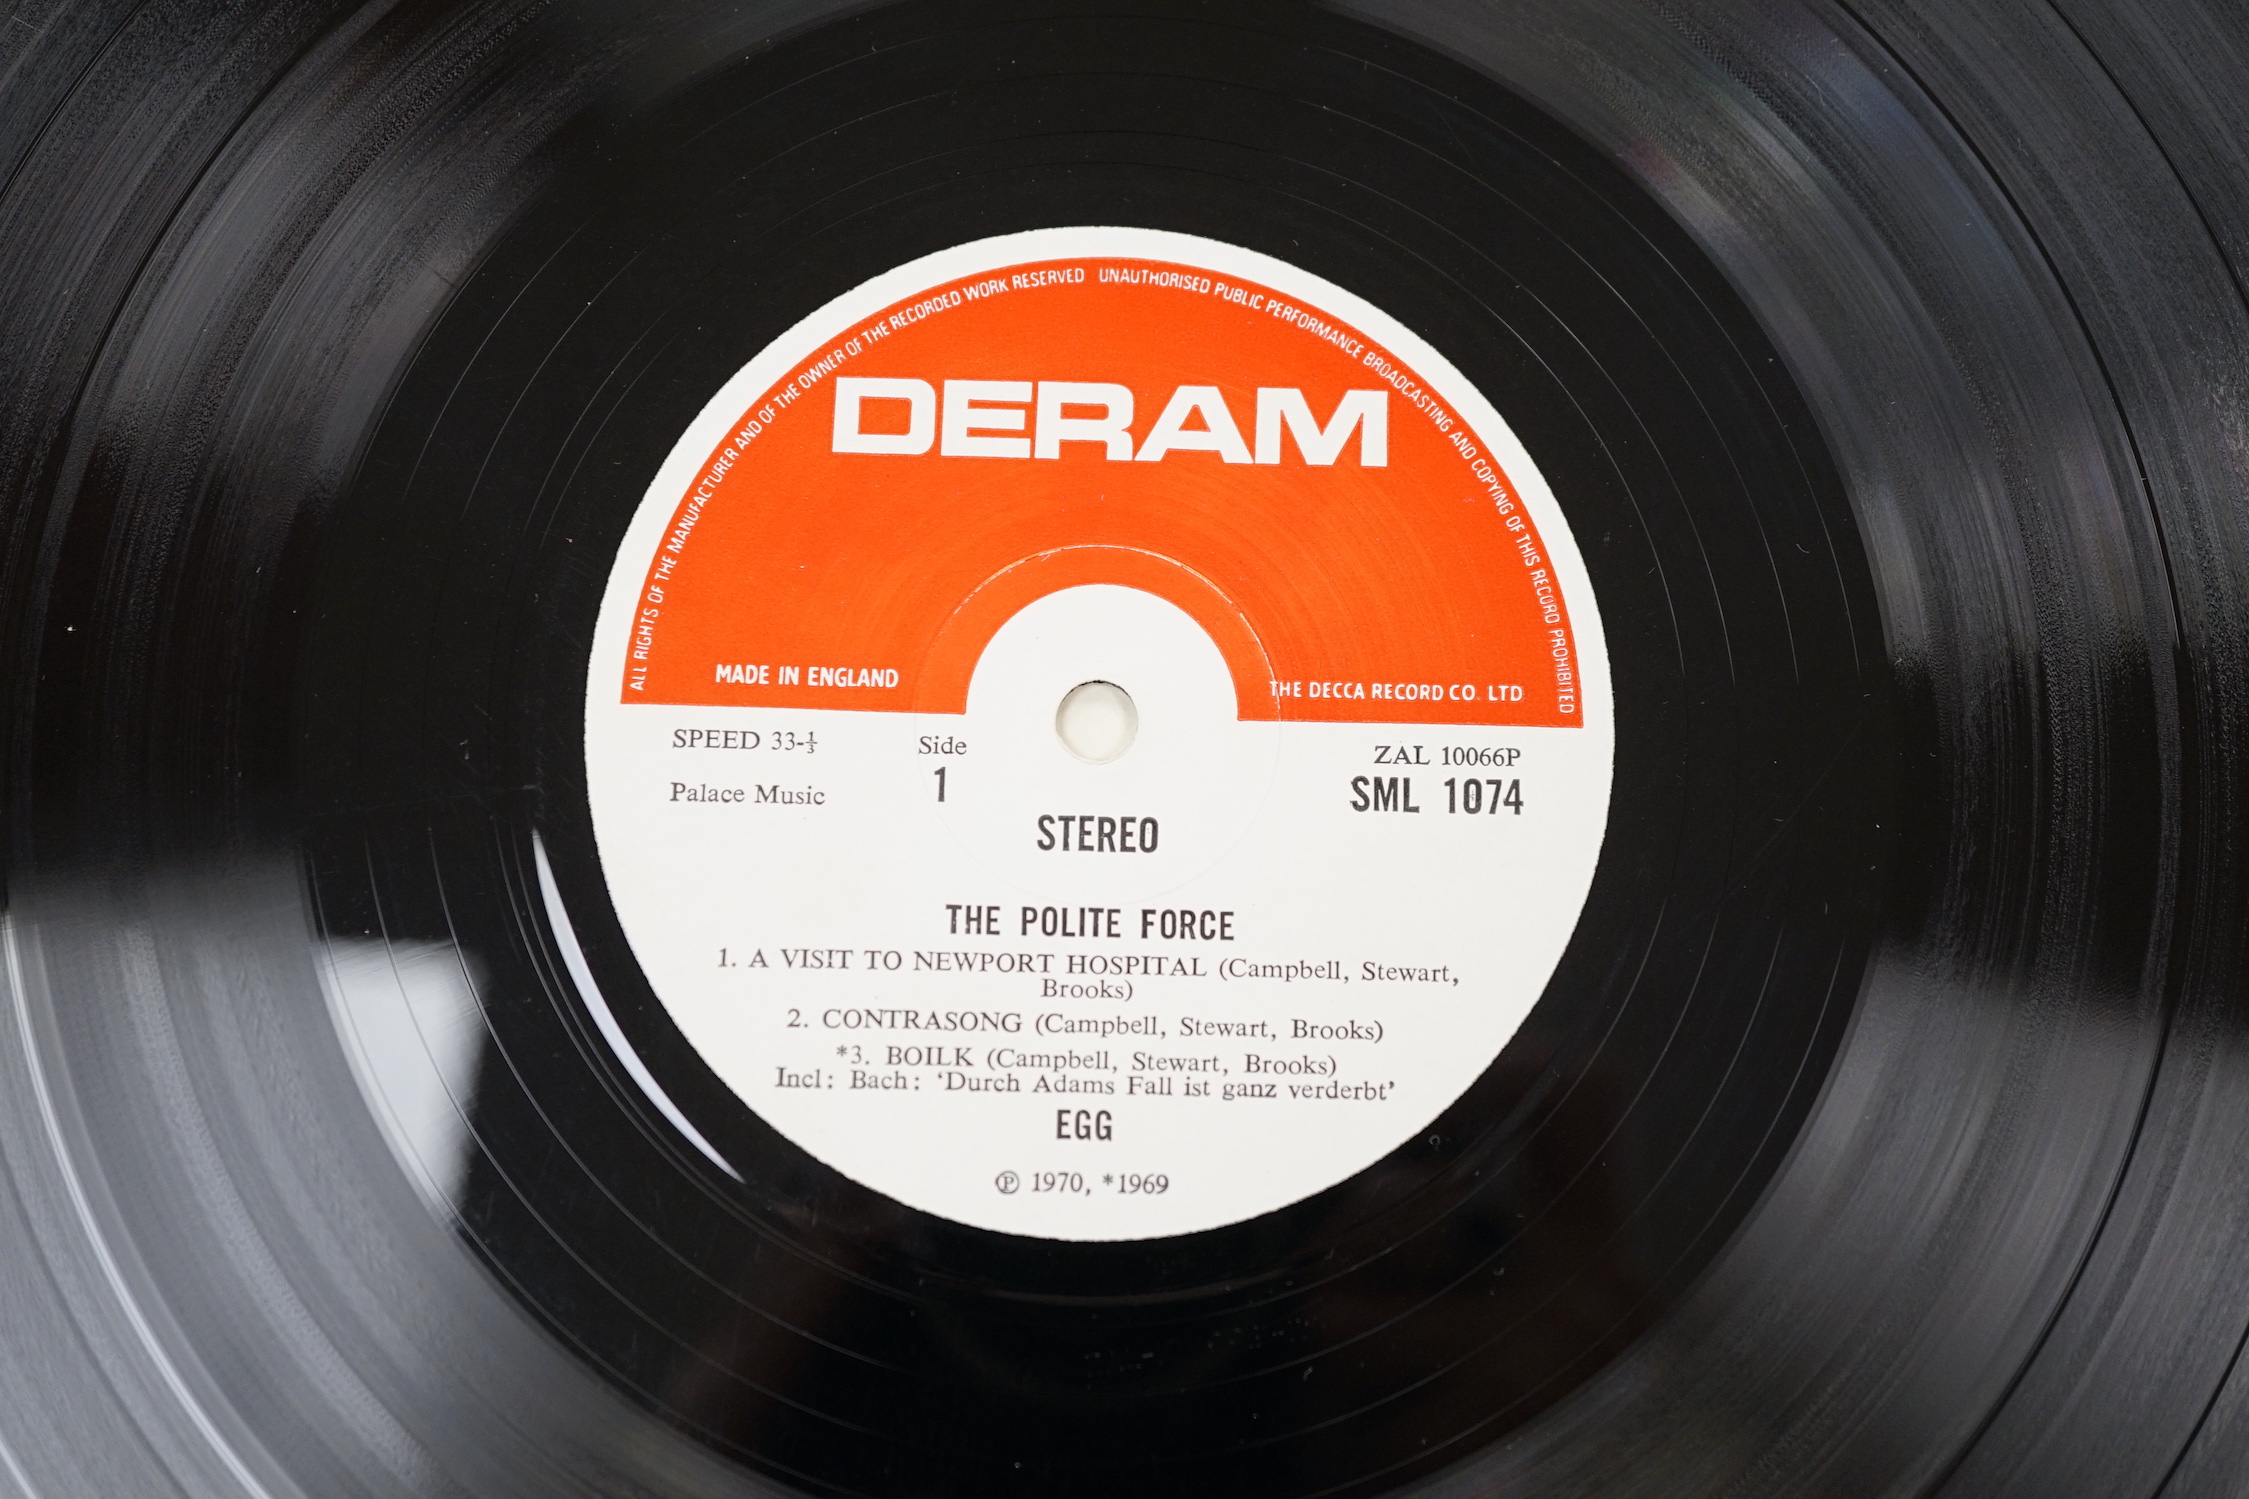 ALL RIGHTS OF THE MANUFACTURER AND OF THE OWNER OF THE RECORDED WORK RESERVED UNAUTHORISED PUBLIC PERFORMANCE BROADCASTING AND COPYING OF THIS RECORD PROHIBITED
DERAM
MADE IN ENGLAND
THE DECCA RECORD CO. LTD
SPEED 33-⅓
Side
1
ZAL 10066P
SML 1074
Palace Music
STEREO
THE POLITE FORCE
1. A VISIT TO NEWPORT HOSPITAL (Campbell, Stewart,
Brooks)
2. CONTRASONG (Campbell, Stewart, Brooks)
*3. BOILK (Campbell, Stewart, Brooks)
Incl: Bach: ‘Durch Adams Fall ist ganz verderbt’
EGG
℗ 1970, *1969